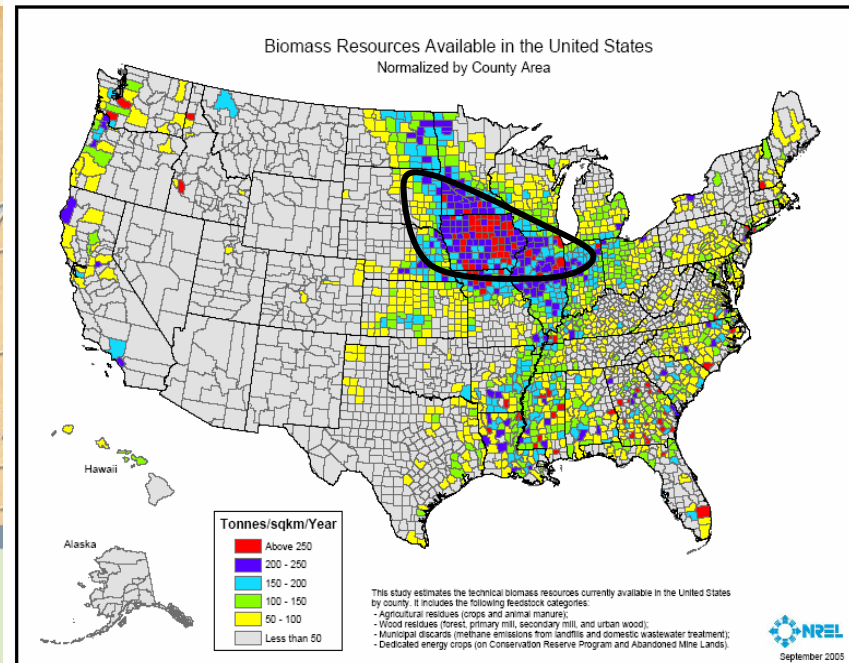 Biomass Resources Available in the United States
Normalized by County Area
Hawaii
Alaska
Tonnes/sqkm/Year
Above 250
200 - 250
150 - 200
100 - 150
50 - 100
Less than 50
This study estimates the technical biomass resources currently available in the United States
by county. It includes the following feedstock categories:
- Agricultural residues (crops and animal manure);
- Wood residues (forest, primary mill, secondary mill, and urban wood);
- Municipal discards (methane emissions from landfills and domestic wastewater treatment);
- Dedicated energy crops (on Conservation Reserve Program and Abandoned Mine Lands).
NREL
September 2005